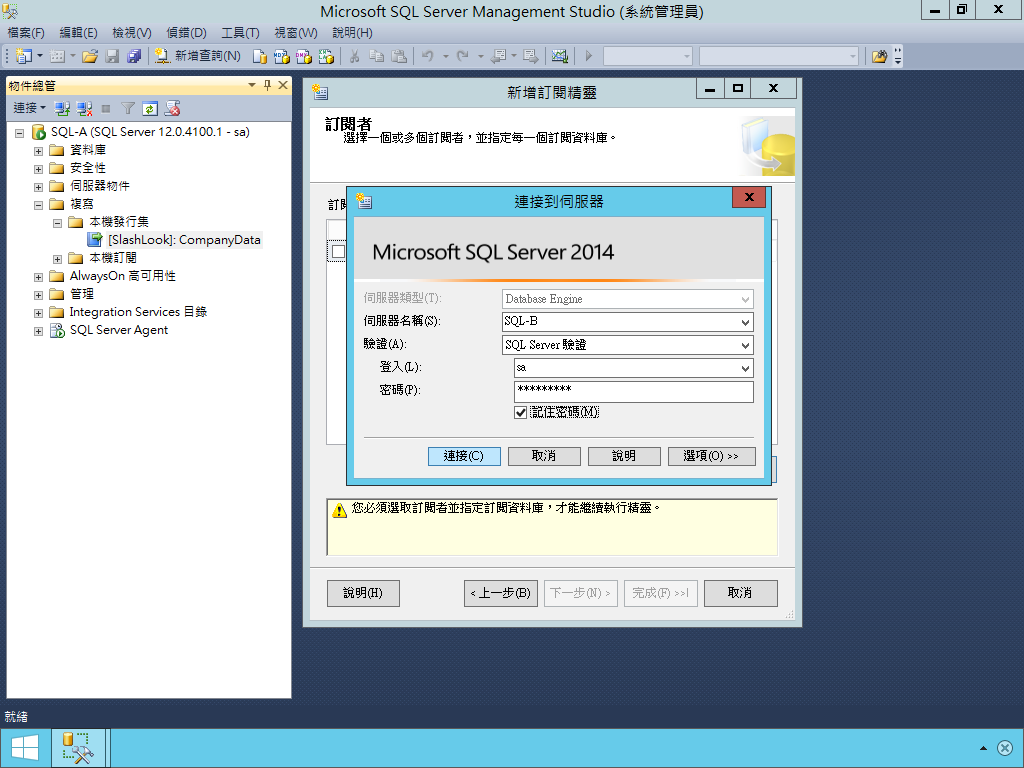 Microsoft SQL Server Management Studio (系統管理員)
檔案(F) 編輯(E) 檢視(V) 偵錯(D) 工具(T) 視窗(W) 說明(H)
新增查詢(N)
物件總管
連接
SQL-A (SQL Server 12.0.4100.1 - sa)
資料庫
安全性
伺服器物件
複寫
本機發行集
[SlashLook]: CompanyData
本機訂閱
AlwaysOn 高可用性
管理
Integration Services 目錄
SQL Server Agent
新增訂閱精靈
訂閱者
選擇一個或多個訂閱者，並指定每一個訂閱資料庫。
連接到伺服器
Microsoft SQL Server 2014
伺服器類型(T): Database Engine
伺服器名稱(S): SQL-B
驗證(A): SQL Server 驗證
登入(L): sa
密碼(P): *********
記住密碼(M)
連接(C) 取消 說明 選項(O) >>
您必須選取訂閱者並指定訂閱資料庫，才能繼續執行精靈。
說明(H) < 上一步(B) 下一步(N) > 完成(F) >>| 取消
就緒